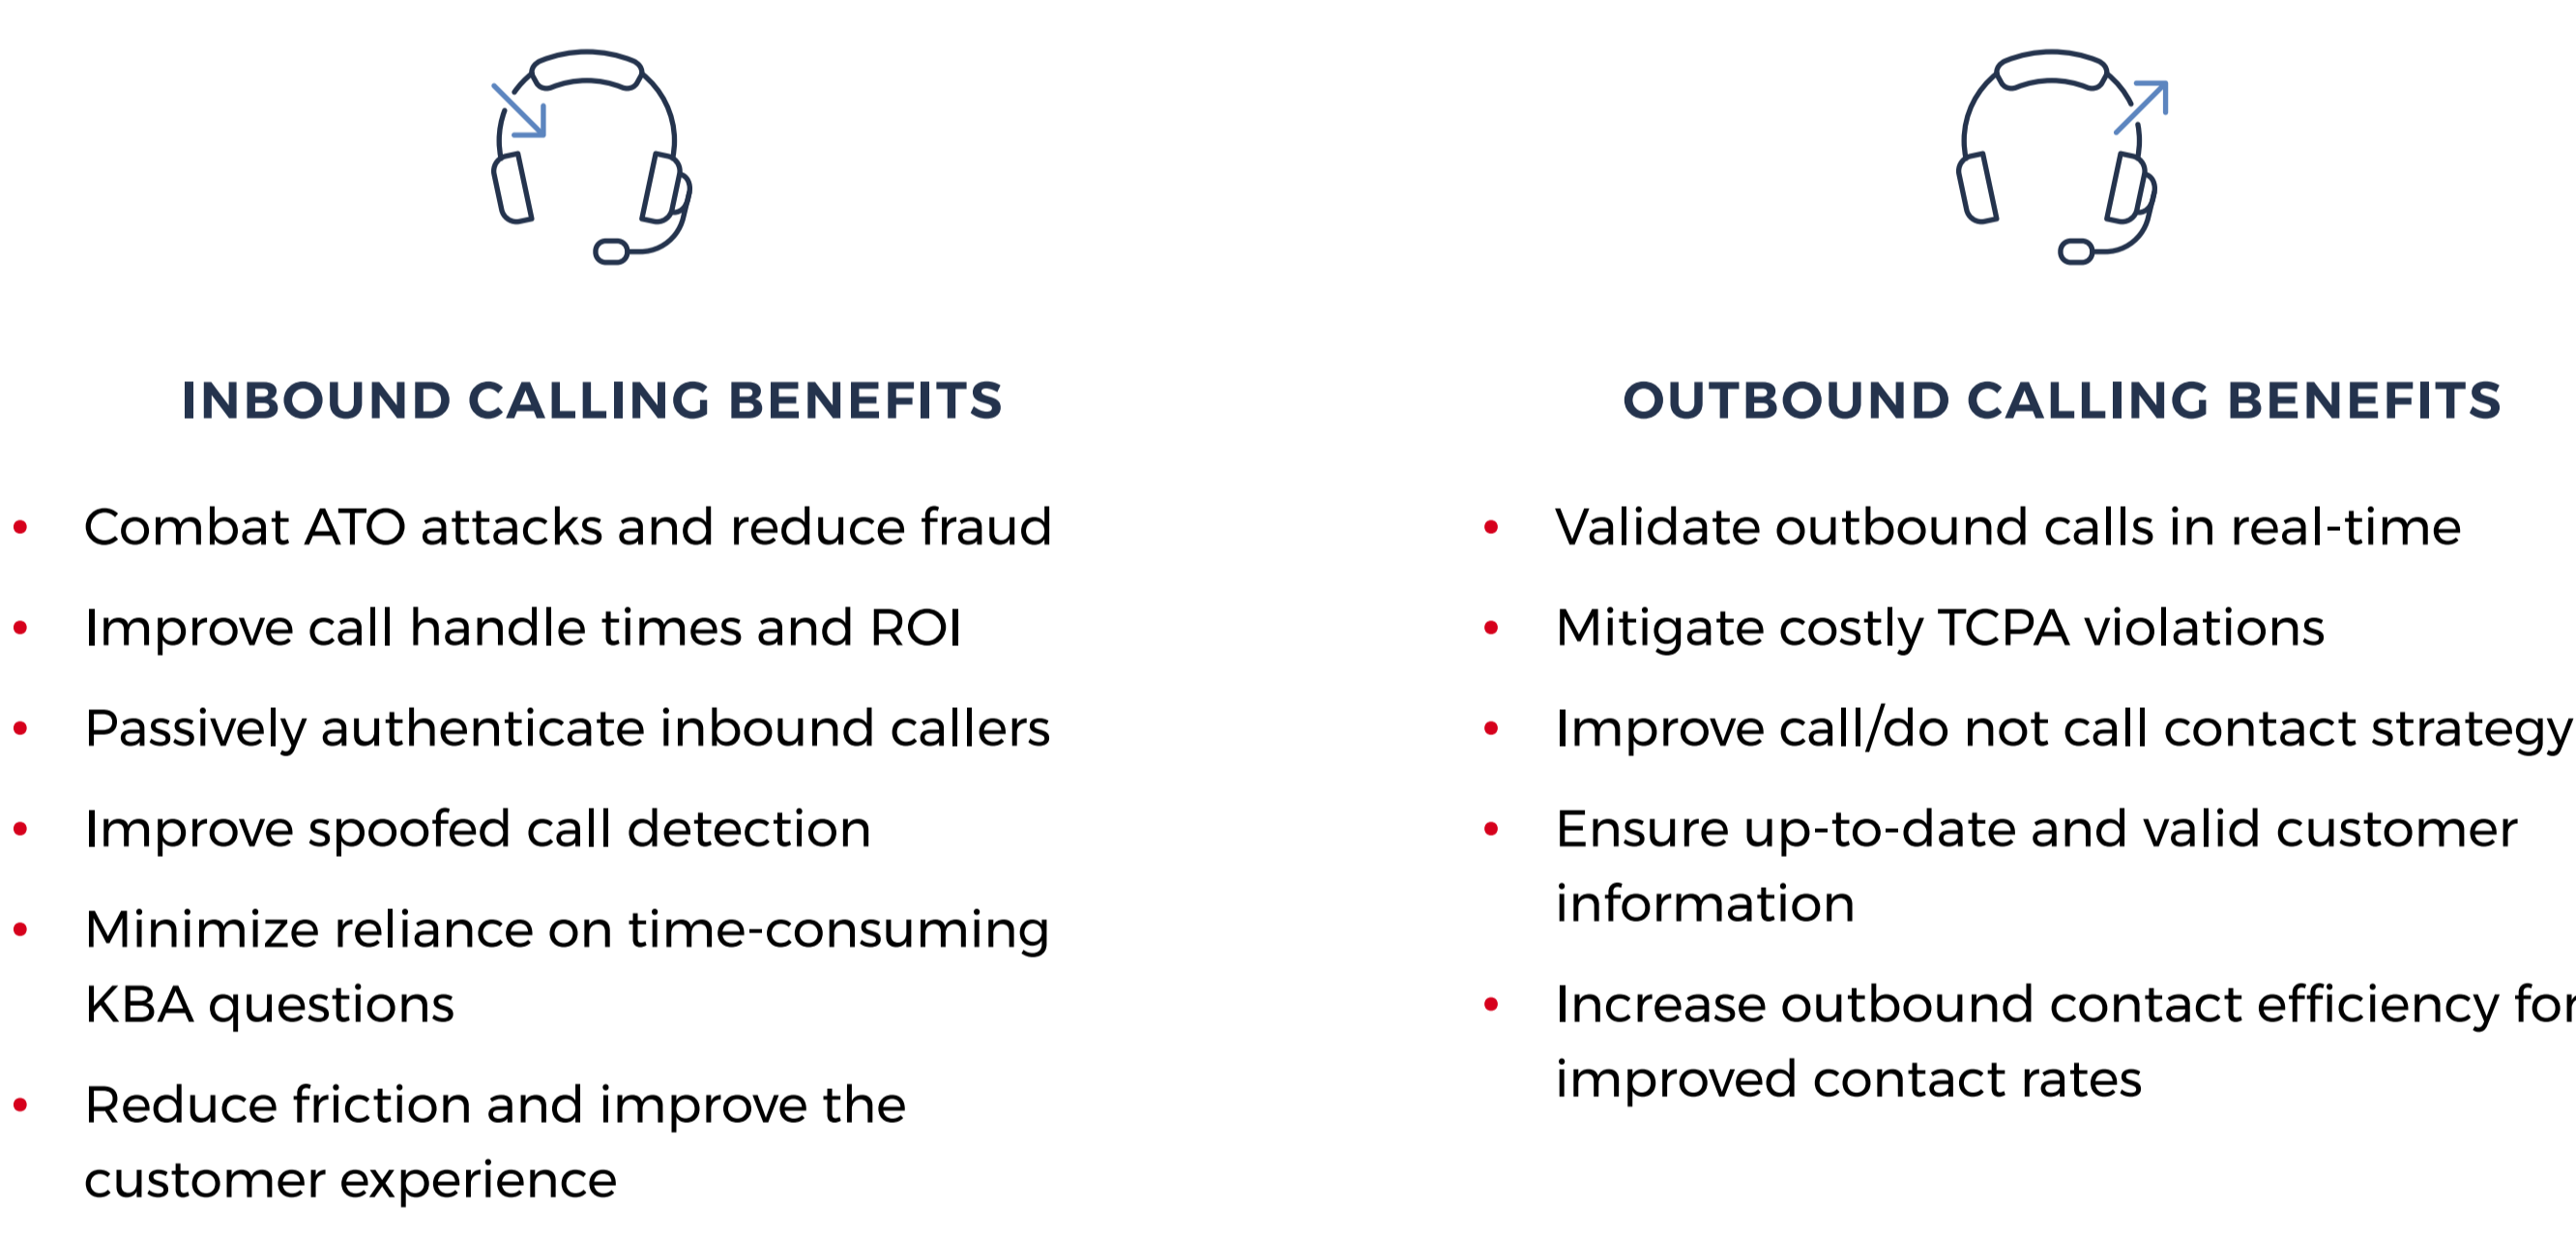 INBOUND CALLING BENEFITS
• Combat ATO attacks and reduce fraud
• Improve call handle times and ROI
• Passively authenticate inbound callers
• Improve spoofed call detection
• Minimize reliance on time-consuming
KBA questions
• Reduce friction and improve the
customer experience
OUTBOUND CALLING BENEFITS
• Validate outbound calls in real-time
• Mitigate costly TCPA violations
• Improve call/do not call contact strategy
• Ensure up-to-date and valid customer
information
• Increase outbound contact efficiency for
improved contact rates